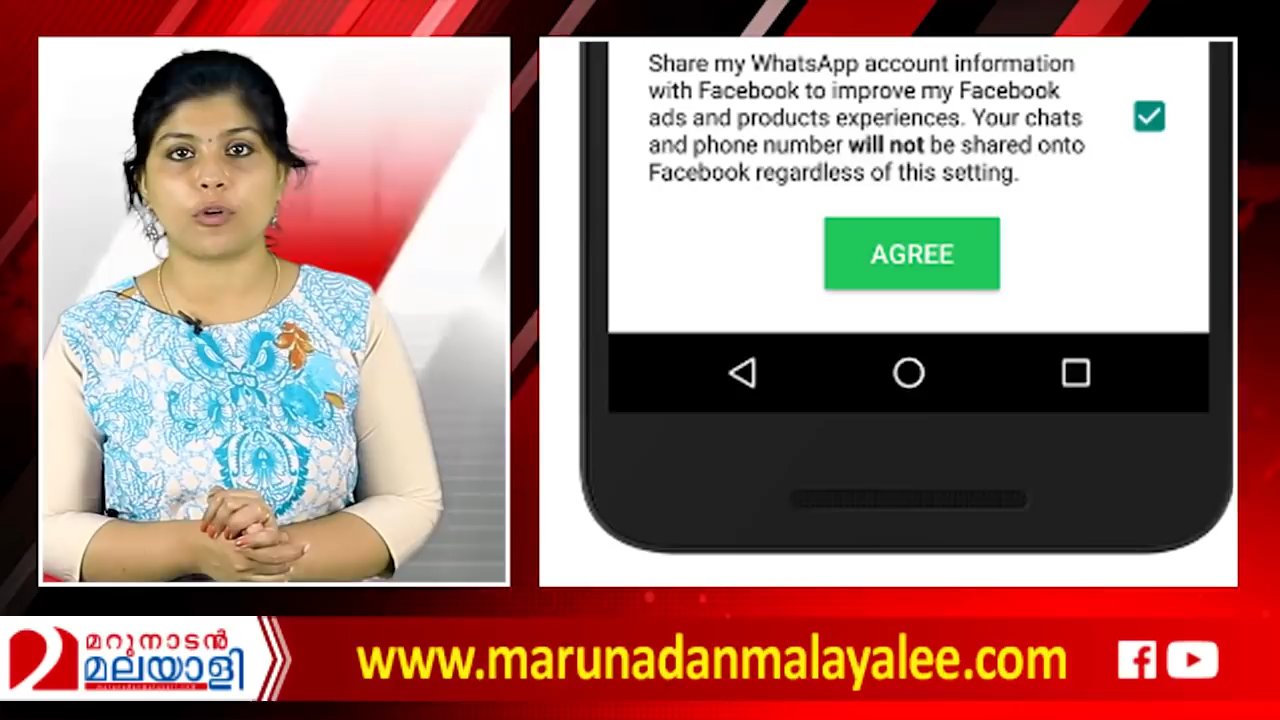 Share my WhatsApp account information
with Facebook to improve my Facebook
ads and products experiences. Your chats
and phone number will not be shared onto
Facebook regardless of this setting.
AGREE
മറുനാടൻ
മലയാളി
www.marunadanmalayalee.com